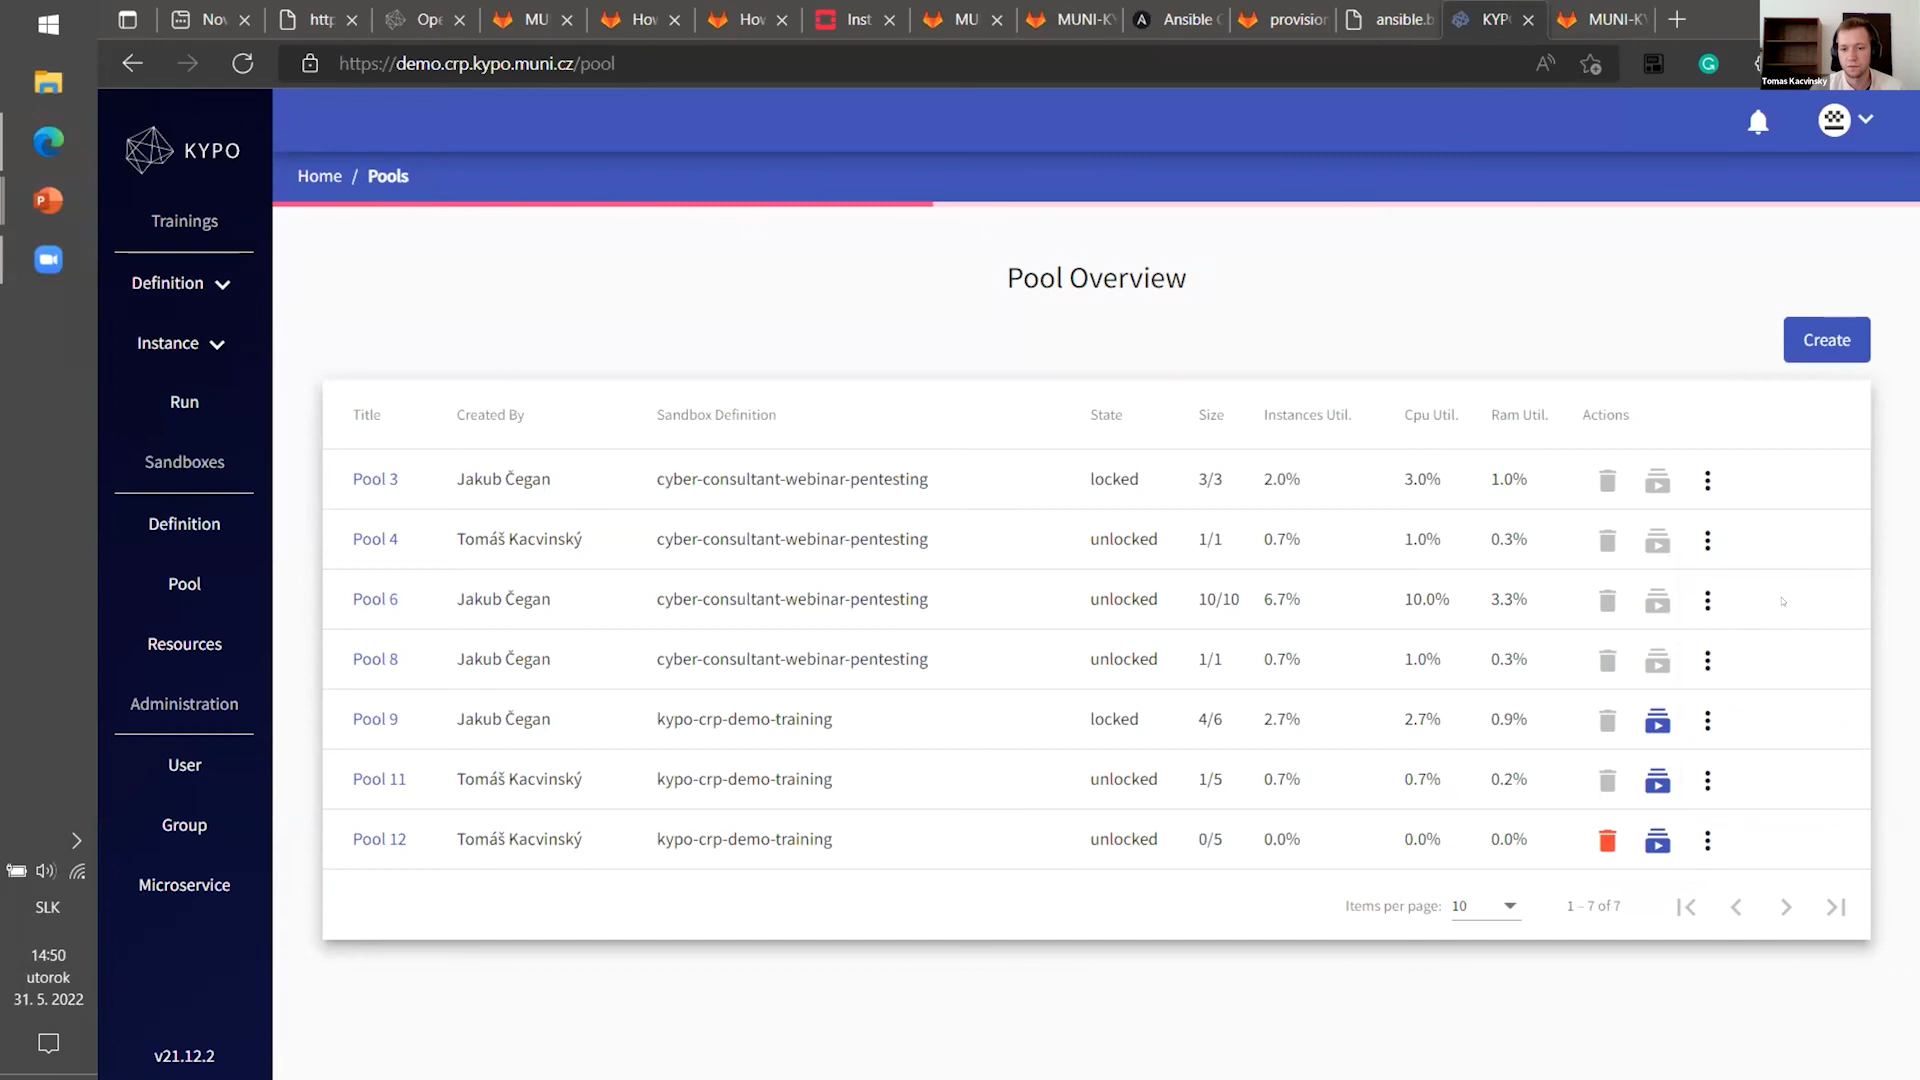 Nov
http
Ope
MU
How
How
Inst
MU
MUNI-KY
Ansible
provision
ansible.b
KYP
MUNI-KY
https://demo.crp.kypo.muni.cz/pool
Tomas Kacvinsky
KYPO
Trainings
Definition
Instance
Run
Sandboxes
Definition
Pool
Resources
Administration
User
Group
Microservice
v21.12.2
SLK
14:50
utorok
31. 5. 2022
Home / Pools
Pool Overview
Create
Title Created By Sandbox Definition State Size Instances Util. Cpu Util. Ram Util. Actions
Pool 3 Jakub Čegan cyber-consultant-webinar-pentesting locked 3/3 2.0% 3.0% 1.0%
Pool 4 Tomáš Kacvinský cyber-consultant-webinar-pentesting unlocked 1/1 0.7% 1.0% 0.3%
Pool 6 Jakub Čegan cyber-consultant-webinar-pentesting unlocked 10/10 6.7% 10.0% 3.3%
Pool 8 Jakub Čegan cyber-consultant-webinar-pentesting unlocked 1/1 0.7% 1.0% 0.3%
Pool 9 Jakub Čegan kypo-crp-demo-training locked 4/6 2.7% 2.7% 0.9%
Pool 11 Tomáš Kacvinský kypo-crp-demo-training unlocked 1/5 0.7% 0.7% 0.2%
Pool 12 Tomáš Kacvinský kypo-crp-demo-training unlocked 0/5 0.0% 0.0% 0.0%
Items per page: 10 1 – 7 of 7